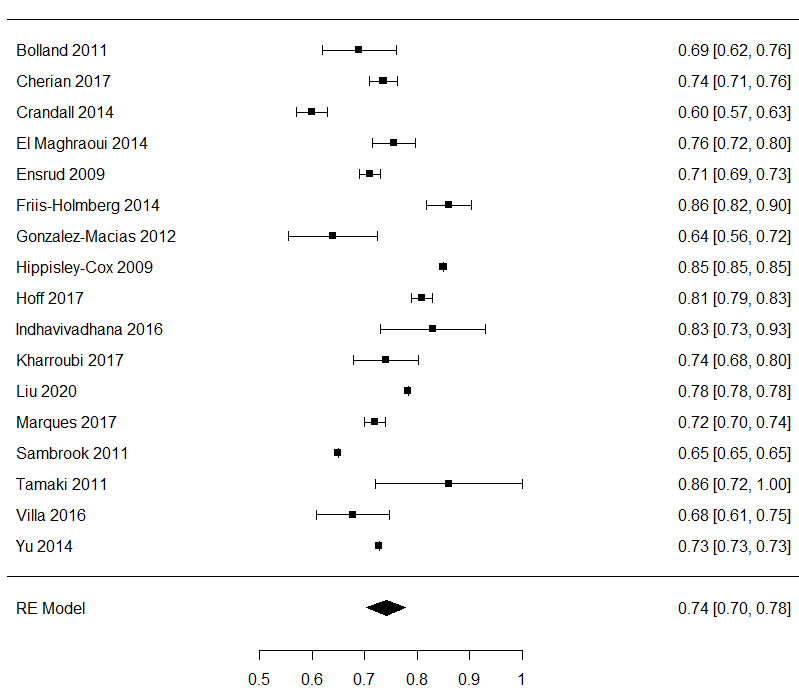 Bolland 2011 0.69 [0.62, 0.76]
Cherian 2017 0.74 [0.71, 0.76]
Crandall 2014 0.60 [0.57, 0.63]
El Maghraoui 2014 0.76 [0.72, 0.80]
Ensrud 2009 0.71 [0.69, 0.73]
Friis-Holmberg 2014 0.86 [0.82, 0.90]
Gonzalez-Macias 2012 0.64 [0.56, 0.72]
Hippisley-Cox 2009 0.85 [0.85, 0.85]
Hoff 2017 0.81 [0.79, 0.83]
Indhavivadhana 2016 0.83 [0.73, 0.93]
Kharroubi 2017 0.74 [0.68, 0.80]
Liu 2020 0.78 [0.78, 0.78]
Marques 2017 0.72 [0.70, 0.74]
Sambrook 2011 0.65 [0.65, 0.65]
Tamaki 2011 0.86 [0.72, 1.00]
Villa 2016 0.68 [0.61, 0.75]
Yu 2014 0.73 [0.73, 0.73]
RE Model 0.74 [0.70, 0.78]
0.5 0.6 0.7 0.8 0.9 1